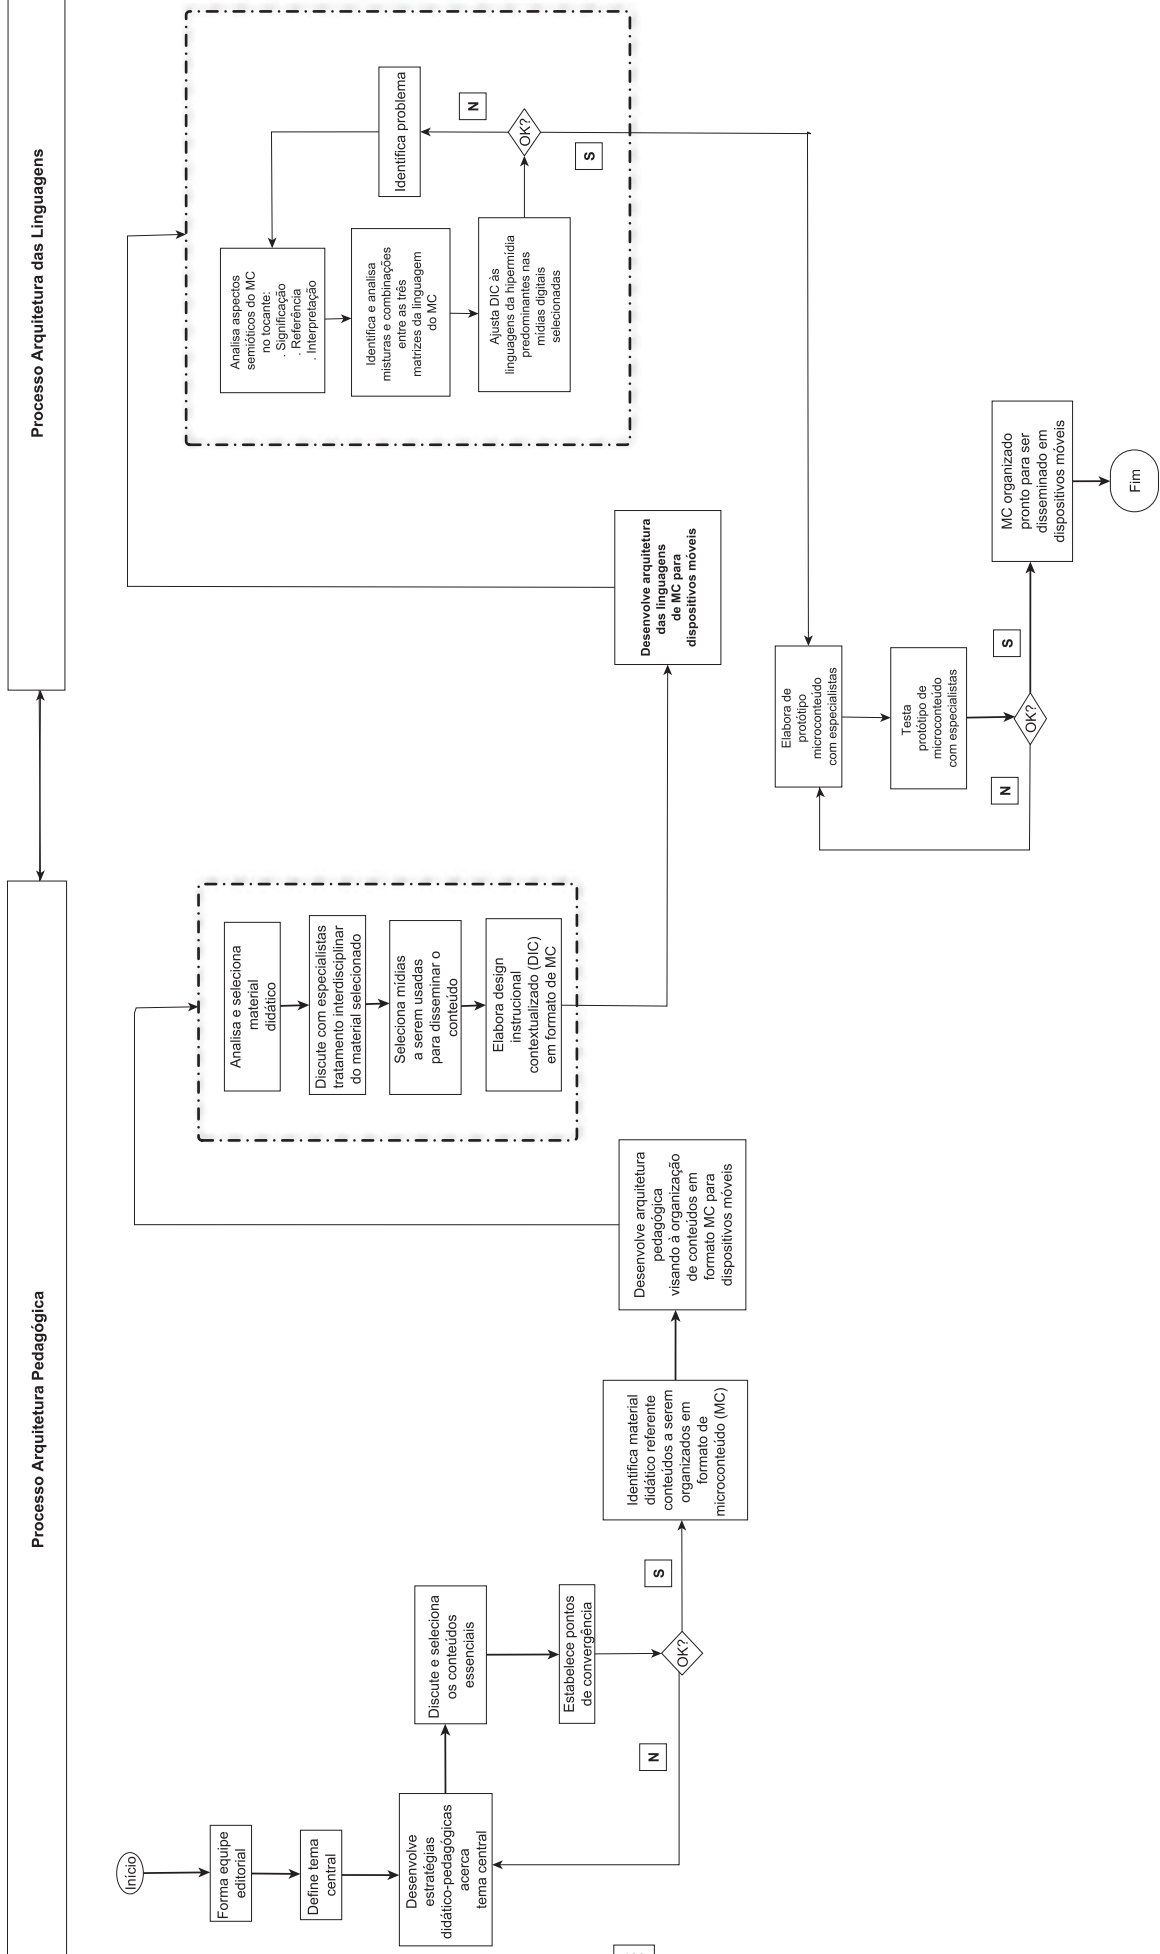 Processo Arquitetura Pedagógica
Processo Arquitetura das Linguagens
Início
Forma equipe
editorial
Define tema
central
Desenvolve
estratégias
didático-pedagógicas
acerca
tema central
Discute e seleciona
os conteúdos
essenciais
Estabelece pontos
de convergência
OK?
N
S
Identifica material
didático referente
conteúdos a serem
organizados em
formato de
microconteúdo (MC)
Desenvolve arquitetura
pedagógica
visando à organização
de conteúdos em
formato MC para
dispositivos móveis
Analisa e seleciona
material
didático
Discute com especialistas
tratamento interdisciplinar
do material selecionado
Seleciona mídias
a serem usadas
para disseminar o
conteúdo
Elabora design
instrucional
contextualizado (DIC)
em formato de MC
Desenvolve arquitetura
das linguagens
de MC para
dispositivos móveis
Analisa aspectos
semióticos do MC
no tocante:
. Significação
. Referência
. Interpretação
Identifica e analisa
misturas e combinações
entre as três
matrizes da linguagem
do MC
Ajusta DIC às
linguagens da hipermídia
predominantes nas
mídias digitais
selecionadas
OK?
N
S
Identifica problema
Elabora de
protótipo
microconteúdo
com especialistas
Testa
protótipo de
microconteúdo
com especialistas
OK?
N
S
MC organizado
pronto para ser
disseminado em
dispositivos móveis
Fim